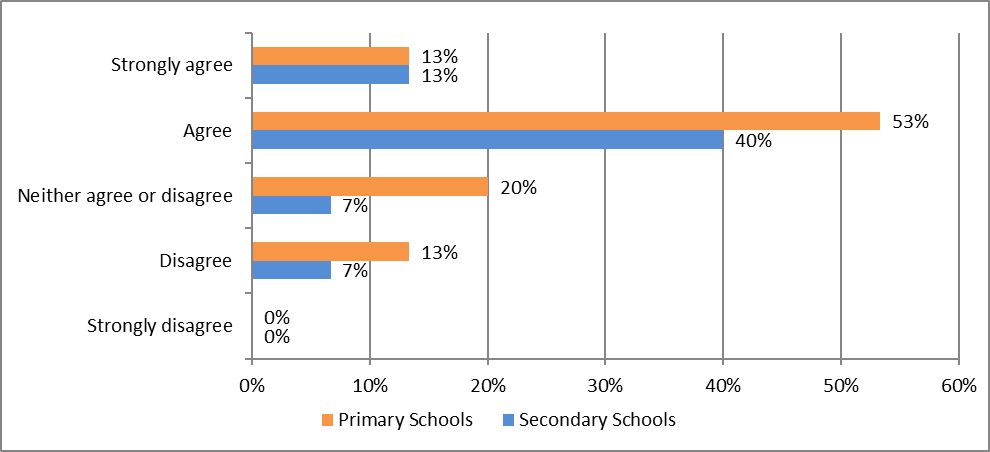 Strongly agree
13%
13%
Agree
53%
40%
Neither agree or disagree
20%
7%
Disagree
13%
7%
Strongly disagree
0%
0%
0% 10% 20% 30% 40% 50% 60%
Primary Schools Secondary Schools